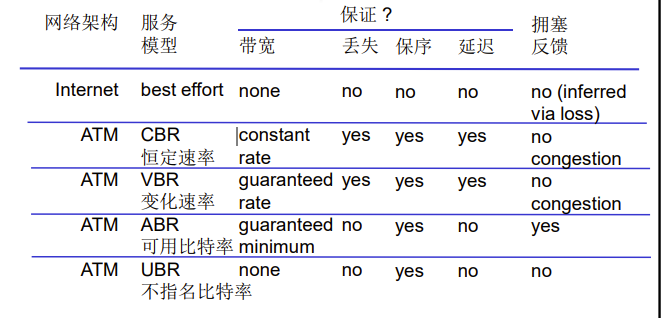 网络架构 服务 保证？ 拥塞
模型 带宽 丢失 保序 延迟 反馈
Internet best effort none no no no no (inferred
via loss)
ATM CBR constant yes yes yes no
恒定速率 rate congestion
ATM VBR guaranteed yes yes yes no
变化速率 rate congestion
ATM ABR guaranteed no yes no yes
可用比特率 minimum
ATM UBR none no yes no no
不指名比特率